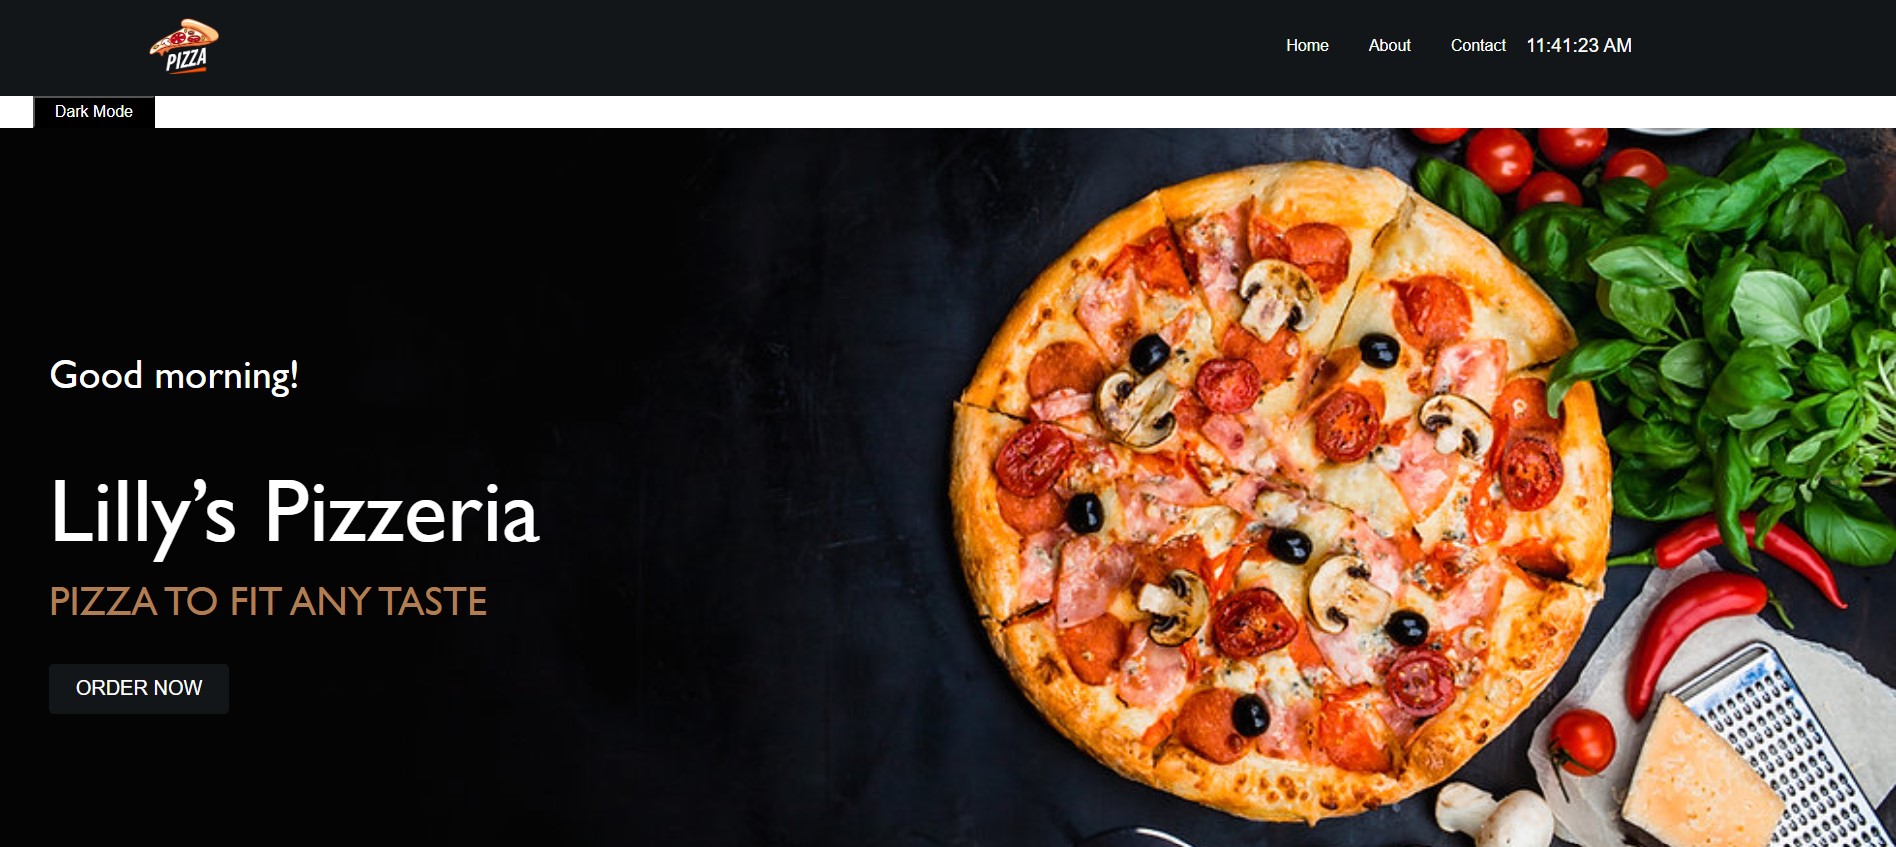 PIZZA
Home About Contact 11:41:23 AM
Dark Mode
Good morning!
Lilly’s Pizzeria
PIZZA TO FIT ANY TASTE
ORDER NOW